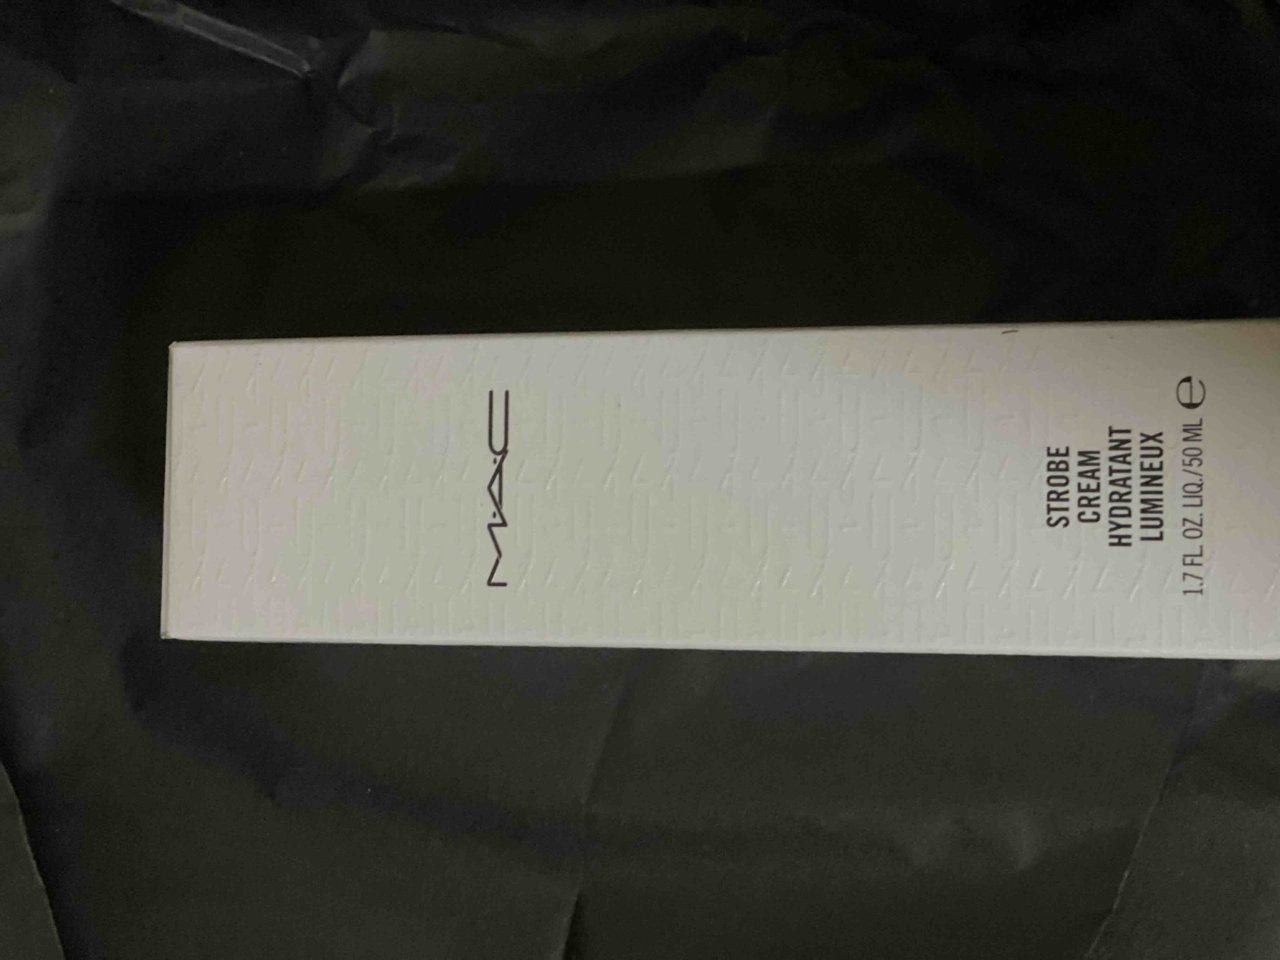 M·A·C
STROBE
CREAM
HYDRATANT
LUMINEUX
1.7 FL. OZ. LIQ./50 ML ℮